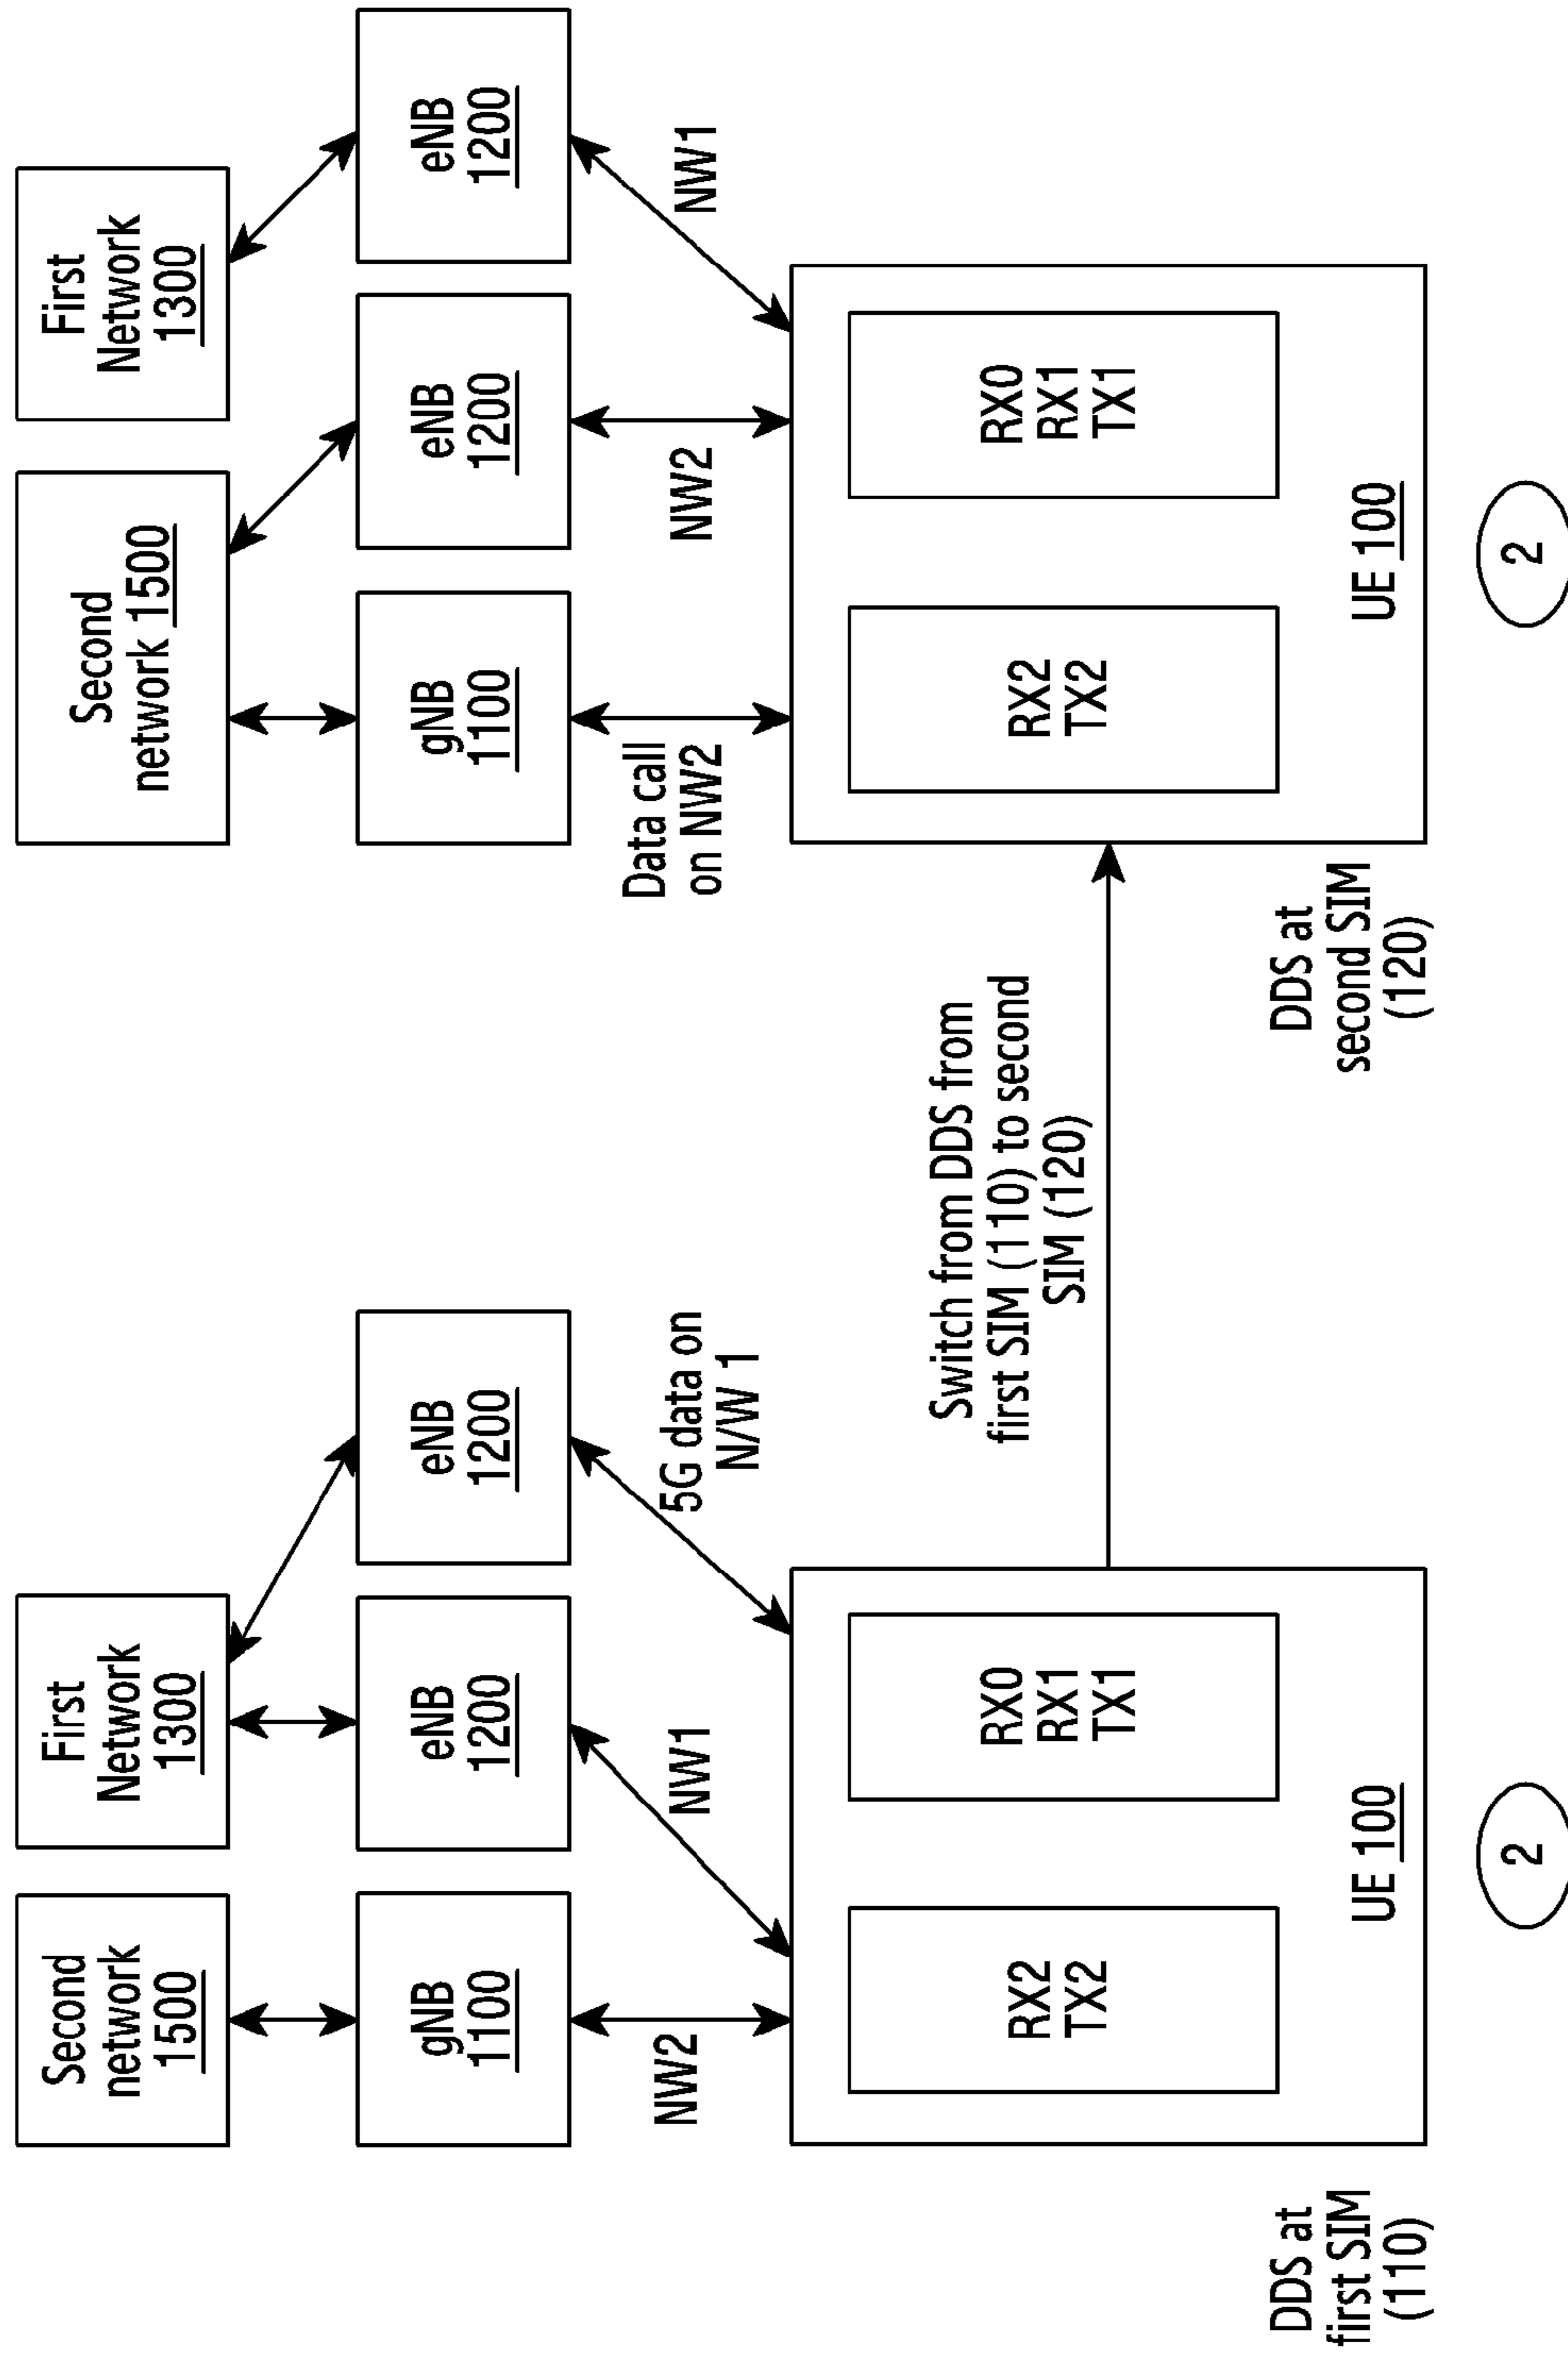 Second
network
1500
First
Network
1300
gNB
1100
eNB
1200
eNB
1200
NW2
NW1
5G data on
N/W 1
RX2
TX2
RX0
RX1
TX1
UE 100
DDS at
first SIM
(110)
2
Switch from DDS from
first SIM (110) to second
SIM (120)
Second
network 1500
First
Network
1300
gNB
1100
eNB
1200
eNB
1200
Data call
on NW2
NW2
NW1
RX2
TX2
RX0
RX1
TX1
UE 100
DDS at
second SIM
(120)
2